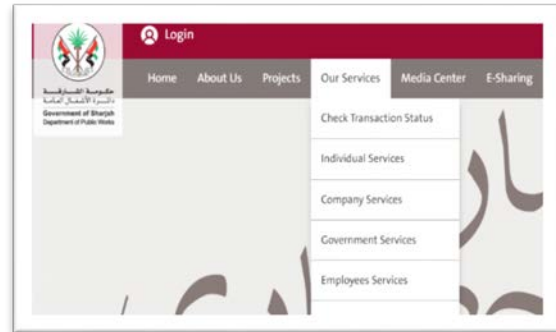 Login
حكومة الشارقة
دائرة الأشغال العامة
Government of Sharjah
Department of Public Works
Home About Us Projects Our Services Media Center E-Sharing
Check Transaction Status
Individual Services
Company Services
Government Services
Employees Services